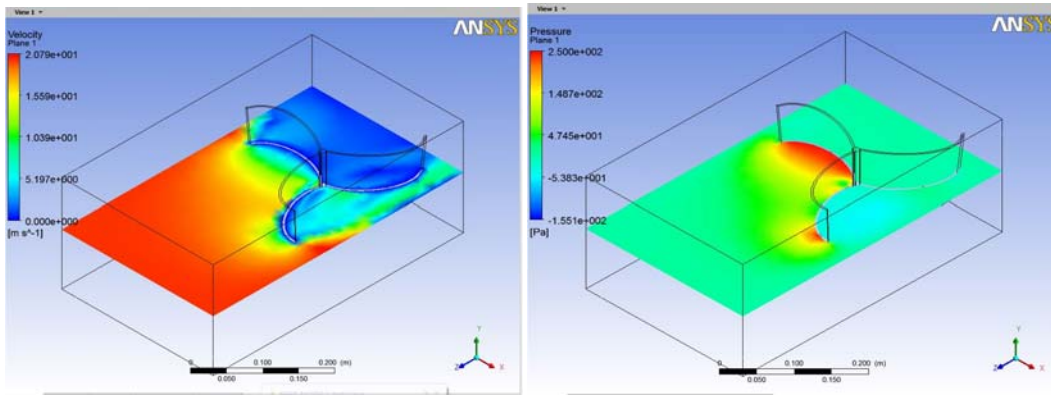 View 1
ANSYS
Velocity
Plane 1
2.079e+001
1.559e+001
1.039e+001
5.197e+000
0.000e+000
[m s^-1]
0 0.100 0.200 (m)
0.050 0.150
Y
Z X
View 1
ANSYS
Pressure
Plane 1
2.500e+002
1.487e+002
4.745e+001
-5.383e+001
-1.551e+002
[Pa]
0 0.100 0.200 (m)
0.050 0.150
Y
Z X